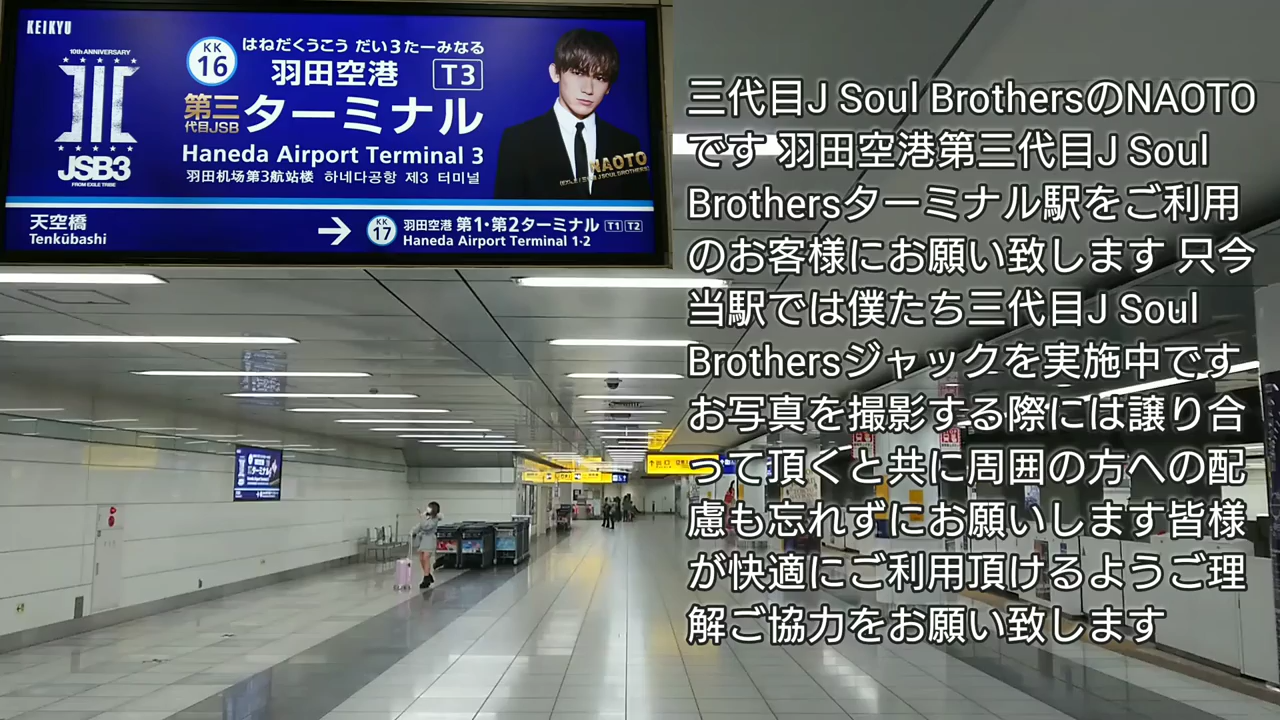 KEIKYU
10th ANNIVERSARY
JSB3
FROM EXILE TRIBE
KK
16
はねだくうこう だい3たーみなる
羽田空港 T3
第三
代目JSB
ターミナル
Haneda Airport Terminal 3
羽田机场第3航站楼 하네다공항 제3 터미널
NAOTO
(EXILE / 三代目 J SOUL BROTHERS)
天空橋
Tenkūbashi
KK
17
羽田空港 第1・第2ターミナル T1 T2
Haneda Airport Terminal 1·2
三代目J Soul BrothersのNAOTO
です 羽田空港第三代目J Soul
Brothersターミナル駅をご利用
のお客様にお願い致します 只今
当駅では僕たち三代目J Soul
Brothersジャックを実施中です
お写真を撮影する際には譲り合
って頂くと共に周囲の方への配
慮も忘れずにお願いします皆様
が快適にご利用頂けるようご理
解ご協力をお願い致します
ターミナル